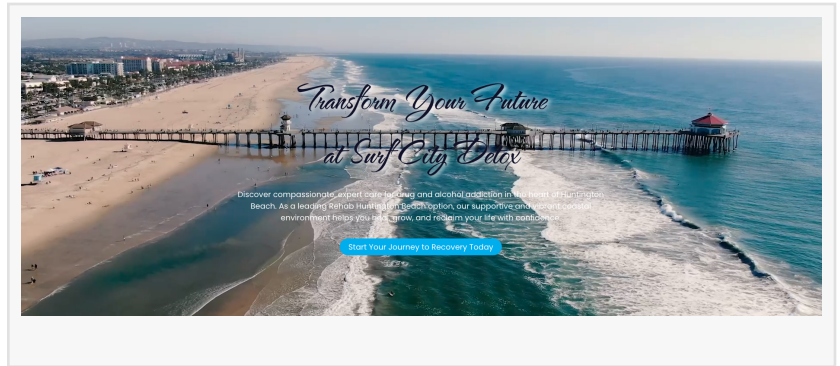 Transform Your Future
at Surf City Detox
Discover compassionate, expert care for drug and alcohol addiction in the heart of Huntington
Beach. As a leading Rehab Huntington Beach option, our supportive and vibrant coastal
environment helps you heal, grow, and reclaim your life with confidence.
Start Your Journey to Recovery Today